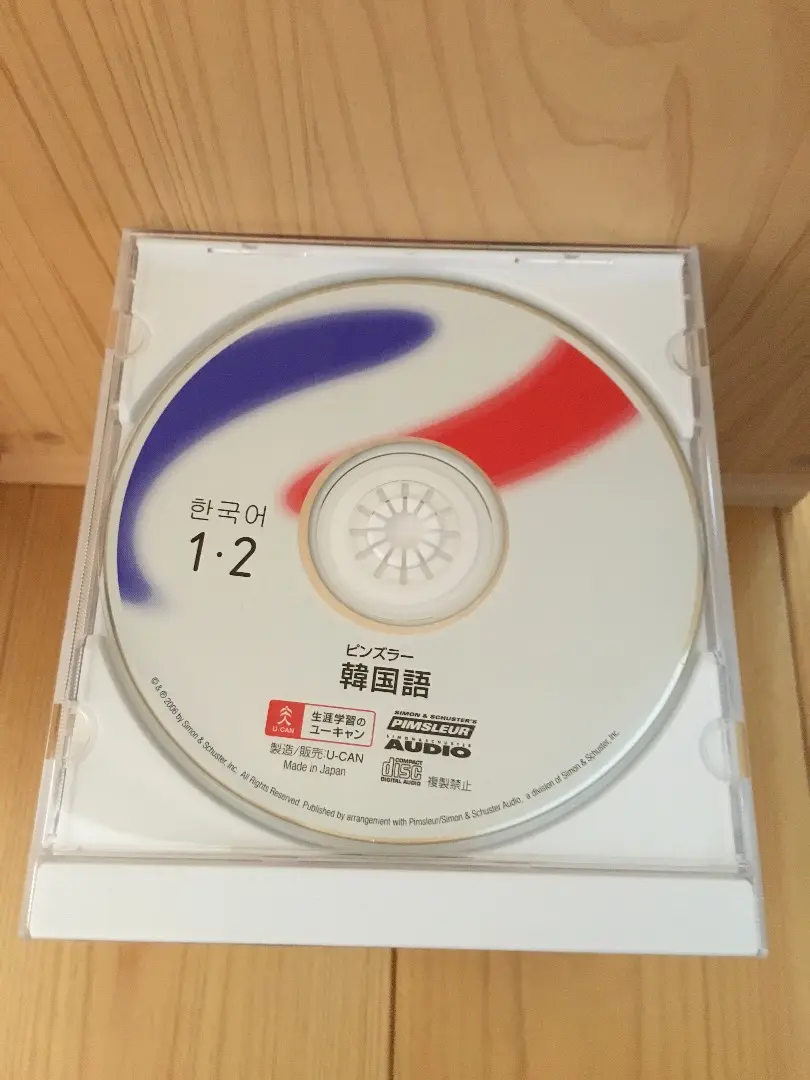 한국어
1・2
ピンズラー
韓国語
U CAN
生涯学習の
ユーキャン
製造/販売:U-CAN
Made in Japan
SIMON & SCHUSTER'S
PIMSLEUR
SIMON & SCHUSTER
AUDIO
COMPACT
disc
DIGITAL AUDIO
複製禁止
© & ℗ 2006 by Simon & Schuster, Inc. All Rights Reserved. Published by arrangement with Pimsleur/Simon & Schuster Audio, a division of Simon & Schuster, Inc.